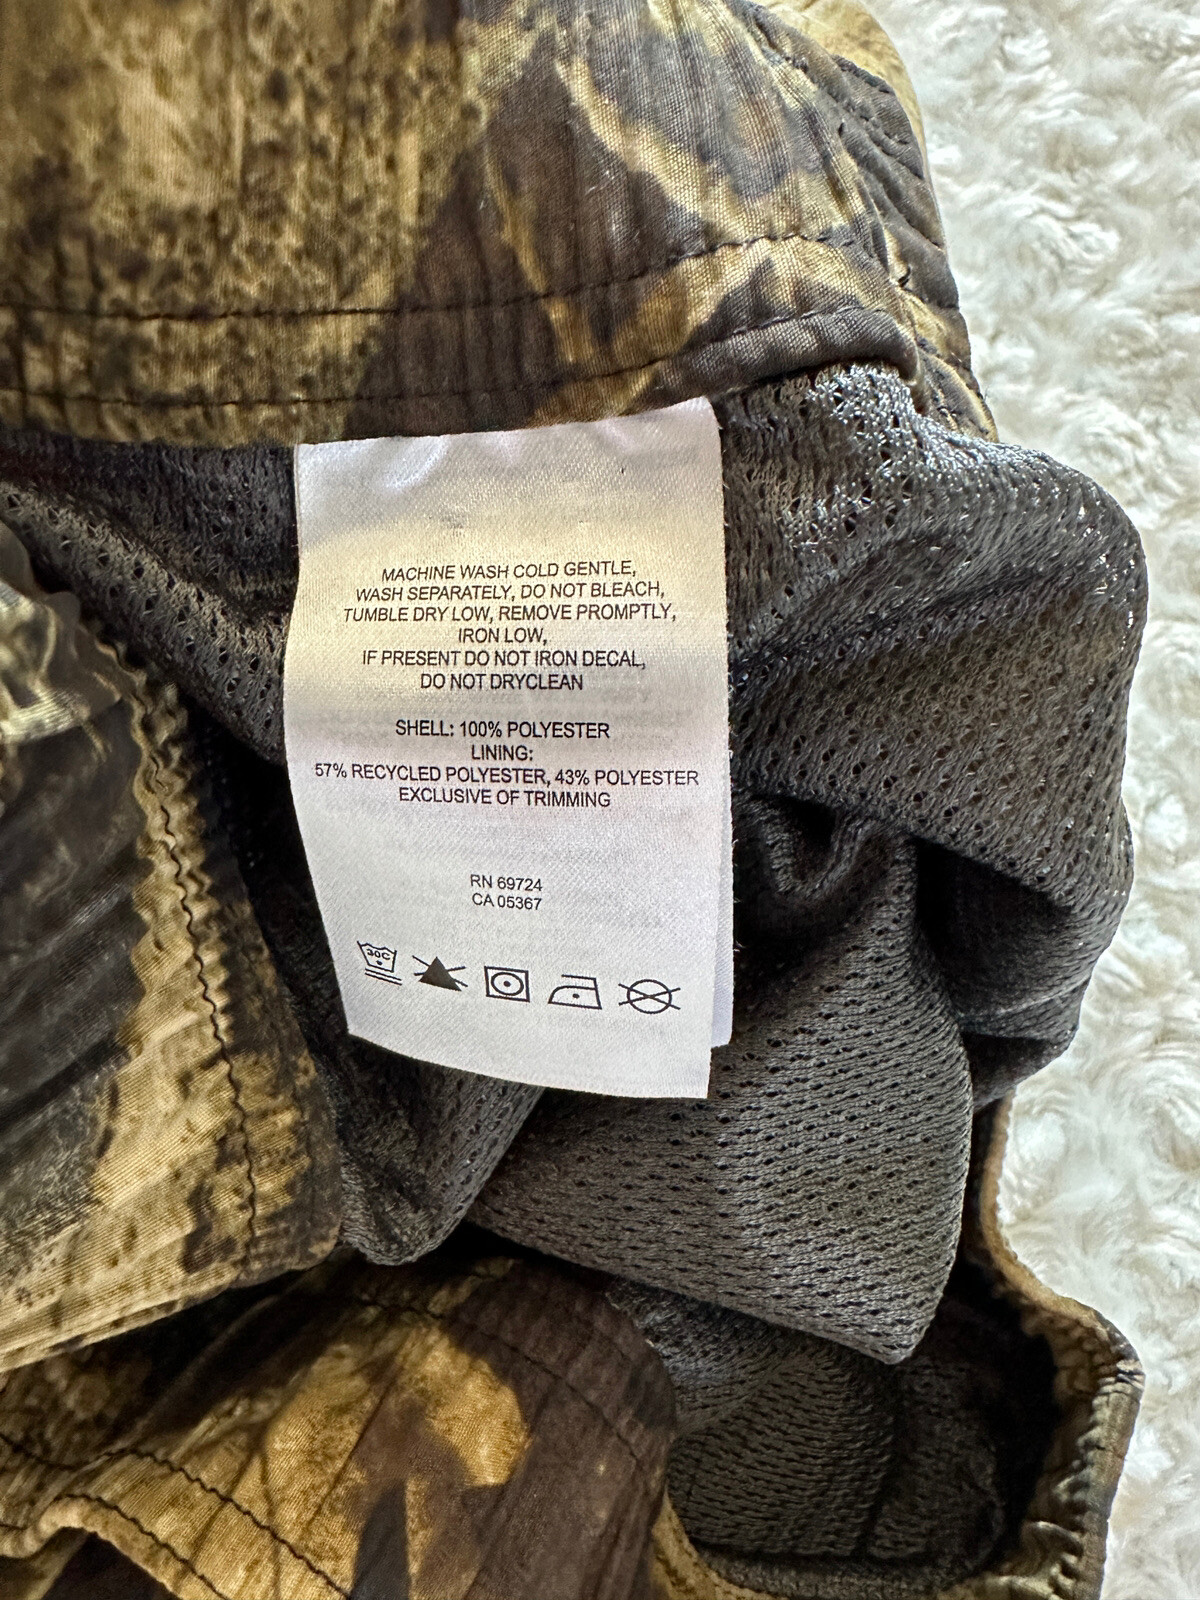 MACHINE WASH COLD GENTLE,
WASH SEPARATELY, DO NOT BLEACH,
TUMBLE DRY LOW, REMOVE PROMPTLY,
IRON LOW,
IF PRESENT DO NOT IRON DECAL,
DO NOT DRYCLEAN
SHELL: 100% POLYESTER
LINING:
57% RECYCLED POLYESTER, 43% POLYESTER
EXCLUSIVE OF TRIMMING
RN 69724
CA 05367
30C